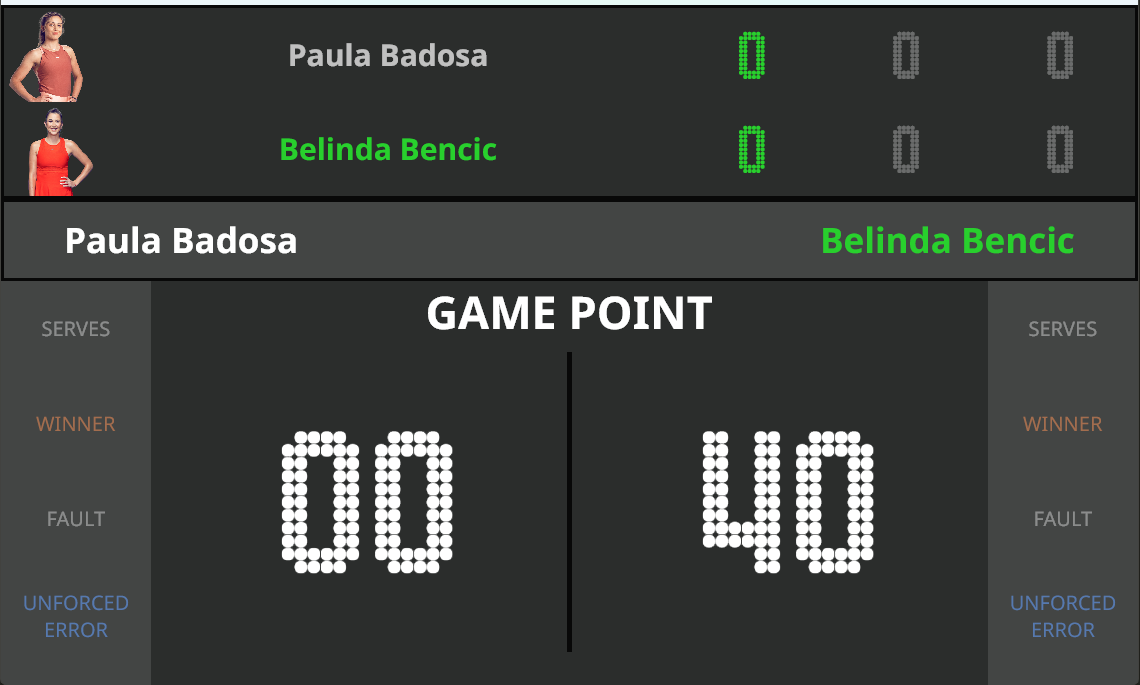 Paula Badosa 0 0 0
Belinda Bencic 0 0 0
Paula Badosa Belinda Bencic
GAME POINT
SERVES SERVES
WINNER WINNER
00 40
FAULT FAULT
UNFORCED UNFORCED
ERROR ERROR